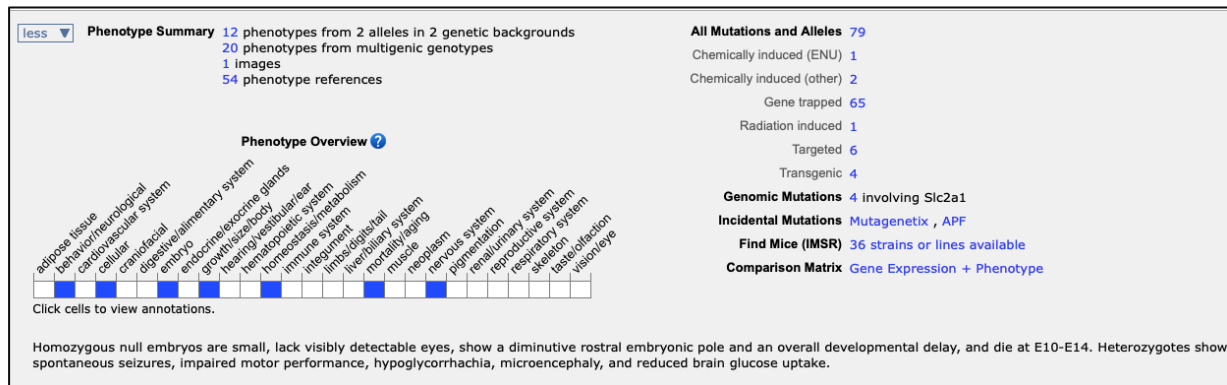 less ▼
Phenotype Summary 12 phenotypes from 2 alleles in 2 genetic backgrounds
20 phenotypes from multigenic genotypes
1 images
54 phenotype references
Phenotype Overview ?
adipose tissue
behavior/neurological
cardiovascular system
cellular
craniofacial
digestive/alimentary system
embryo
endocrine/exocrine glands
growth/size/body
hearing/vestibular/ear
hematopoietic system
homeostasis/metabolism
immune system
integument
limbs/digits/tail
liver/biliary system
mortality/aging
muscle
neoplasm
nervous system
pigmentation
renal/urinary system
reproductive system
respiratory system
skeleton
taste/olfaction
vision/eye
Click cells to view annotations.
All Mutations and Alleles 79
Chemically induced (ENU) 1
Chemically induced (other) 2
Gene trapped 65
Radiation induced 1
Targeted 6
Transgenic 4
Genomic Mutations 4 involving Slc2a1
Incidental Mutations Mutagenetix , APF
Find Mice (IMSR) 36 strains or lines available
Comparison Matrix Gene Expression + Phenotype
Homozygous null embryos are small, lack visibly detectable eyes, show a diminutive rostral embryonic pole and an overall developmental delay, and die at E10-E14. Heterozygotes show
spontaneous seizures, impaired motor performance, hypoglycorrhachia, microencephaly, and reduced brain glucose uptake.